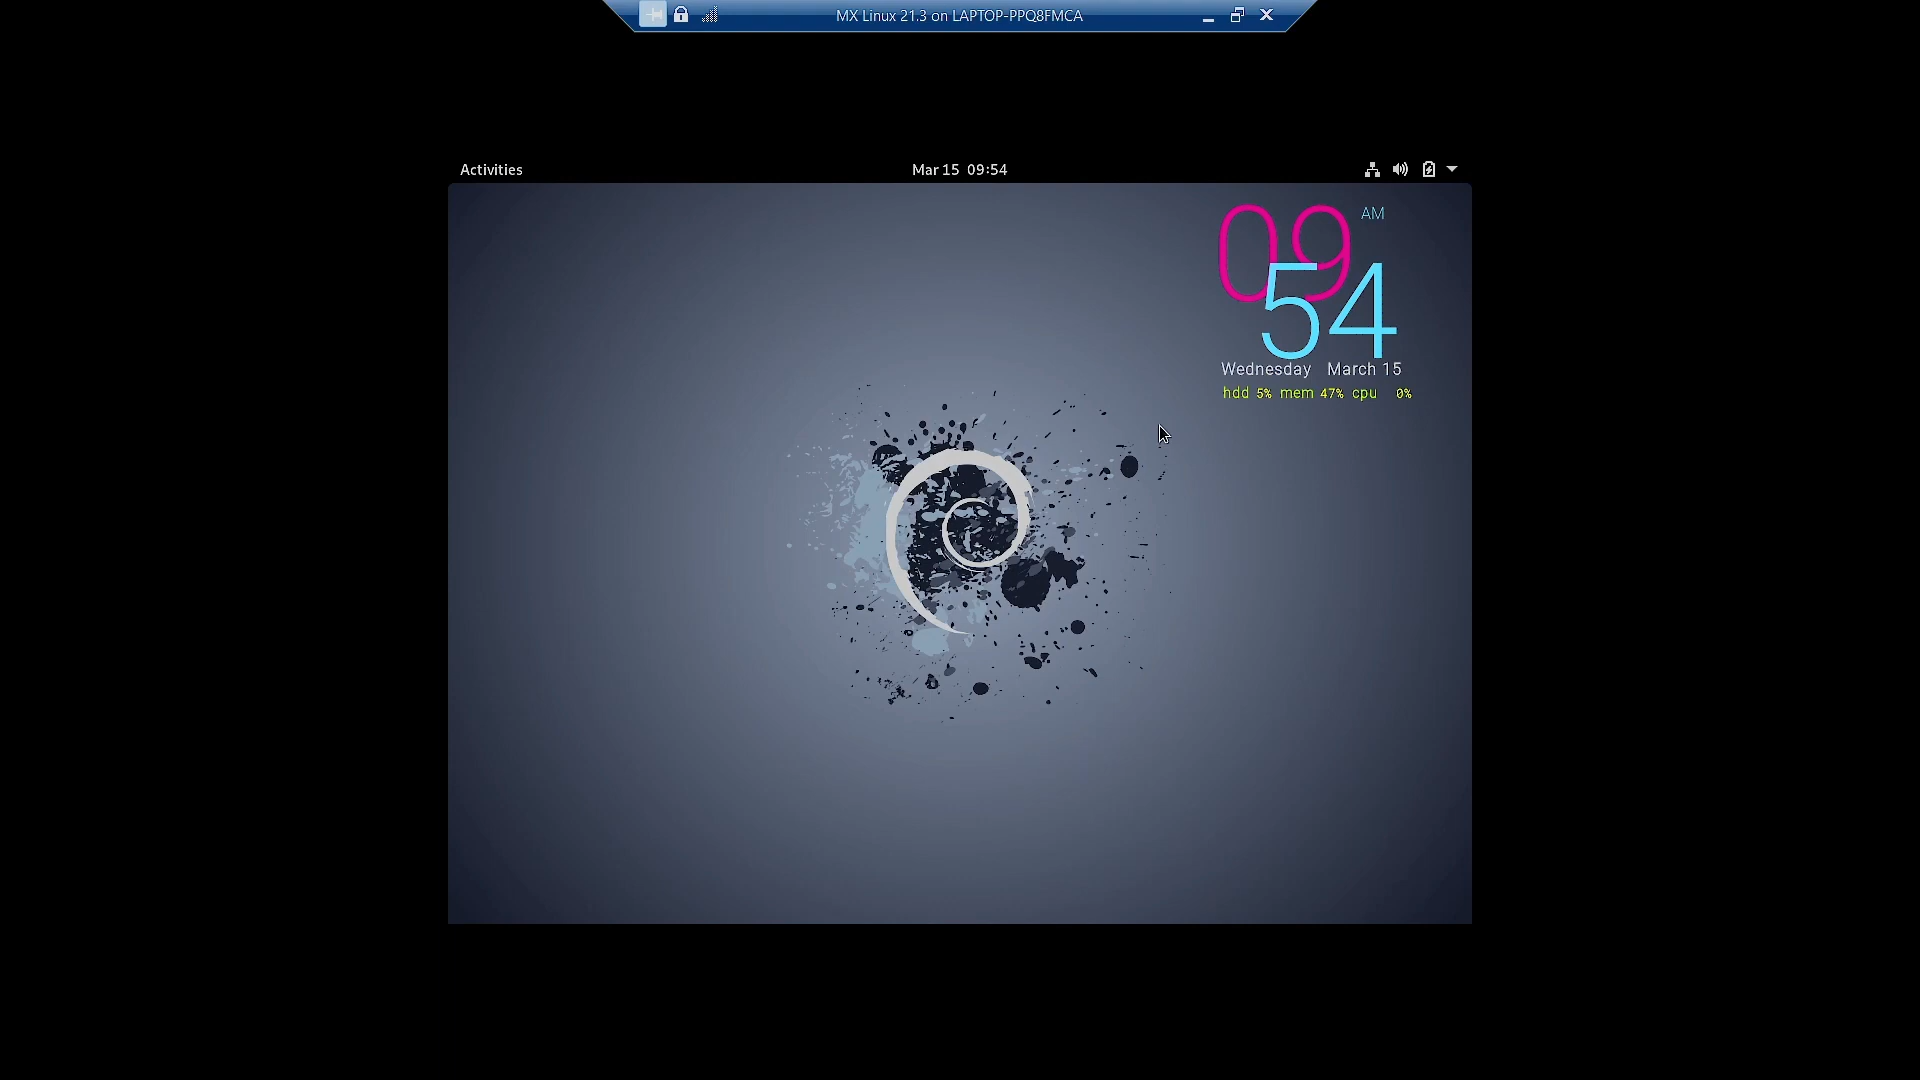 MX Linux 21.3 on LAPTOP-PPQ8FMCA
Activities
Mar 15 09:54
09 AM
54
Wednesday March 15
hdd 5% mem 47% cpu 0%